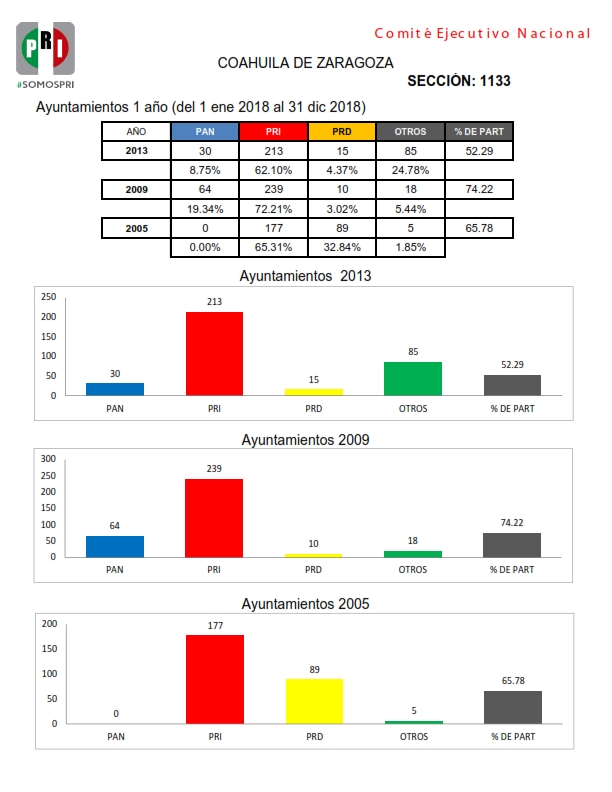 Comité Ejecutivo Nacional
PRI
#SOMOSPRI
COAHUILA DE ZARAGOZA
SECCIÓN: 1133
Ayuntamientos 1 año (del 1 ene 2018 al 31 dic 2018)
AÑO PAN PRI PRD OTROS % DE PART
2013 30 213 15 85 52.29
8.75% 62.10% 4.37% 24.78%
2009 64 239 10 18 74.22
19.34% 72.21% 3.02% 5.44%
2005 0 177 89 5 65.78
0.00% 65.31% 32.84% 1.85%
Ayuntamientos 2013
250
200
150
100
50
0
30 213 15 85 52.29
PAN PRI PRD OTROS % DE PART
Ayuntamientos 2009
300
250
200
150
100
50
0
64 239 10 18 74.22
PAN PRI PRD OTROS % DE PART
Ayuntamientos 2005
200
150
100
50
0
0 177 89 5 65.78
PAN PRI PRD OTROS % DE PART